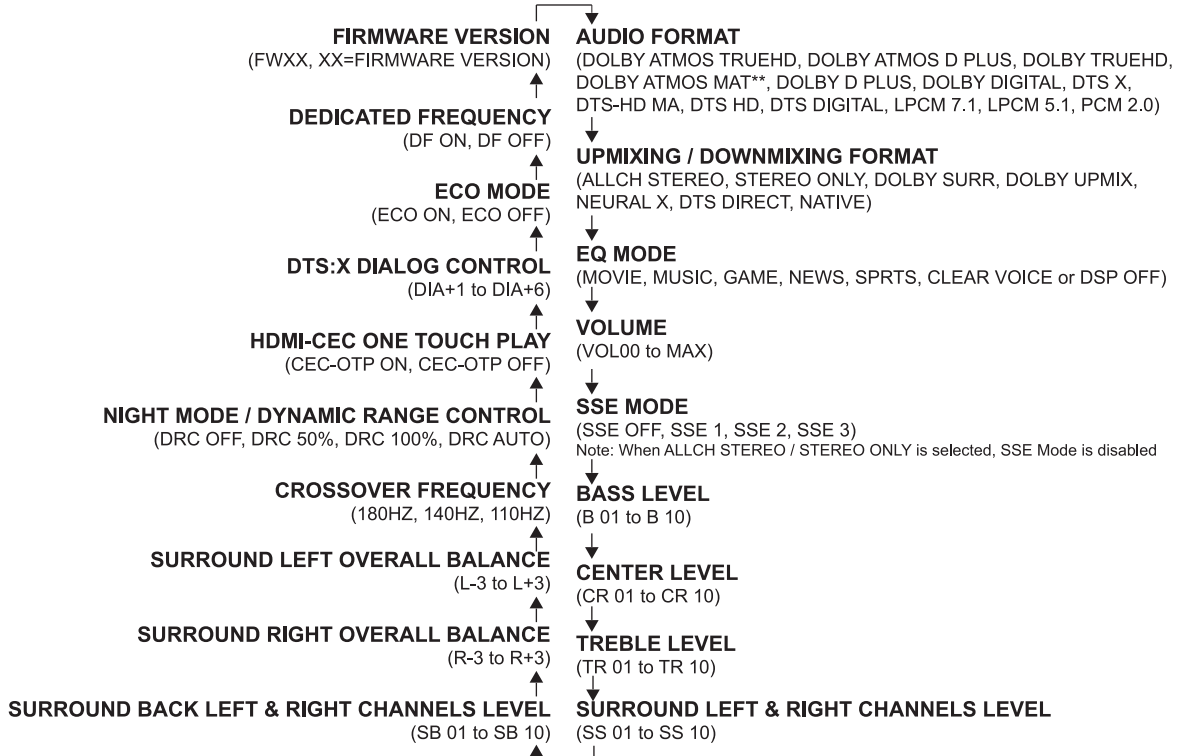 FIRMWARE VERSION
(FWXX, XX=FIRMWARE VERSION)
DEDICATED FREQUENCY
(DF ON, DF OFF)
ECO MODE
(ECO ON, ECO OFF)
DTS:X DIALOG CONTROL
(DIA+1 to DIA+6)
HDMI-CEC ONE TOUCH PLAY
(CEC-OTP ON, CEC-OTP OFF)
NIGHT MODE / DYNAMIC RANGE CONTROL
(DRC OFF, DRC 50%, DRC 100%, DRC AUTO)
CROSSOVER FREQUENCY
(180HZ, 140HZ, 110HZ)
SURROUND LEFT OVERALL BALANCE
(L-3 to L+3)
SURROUND RIGHT OVERALL BALANCE
(R-3 to R+3)
SURROUND BACK LEFT & RIGHT CHANNELS LEVEL
(SB 01 to SB 10)
AUDIO FORMAT
(DOLBY ATMOS TRUEHD, DOLBY ATMOS D PLUS, DOLBY TRUEHD,
DOLBY ATMOS MAT**, DOLBY D PLUS, DOLBY DIGITAL, DTS X,
DTS-HD MA, DTS HD, DTS DIGITAL, LPCM 7.1, LPCM 5.1, PCM 2.0)
UPMIXING / DOWNMIXING FORMAT
(ALLCH STEREO, STEREO ONLY, DOLBY SURR, DOLBY UPMIX,
NEURAL X, DTS DIRECT, NATIVE)
EQ MODE
(MOVIE, MUSIC, GAME, NEWS, SPRTS, CLEAR VOICE or DSP OFF)
VOLUME
(VOL00 to MAX)
SSE MODE
(SSE OFF, SSE 1, SSE 2, SSE 3)
Note: When ALLCH STEREO / STEREO ONLY is selected, SSE Mode is disabled
BASS LEVEL
(B 01 to B 10)
CENTER LEVEL
(CR 01 to CR 10)
TREBLE LEVEL
(TR 01 to TR 10)
SURROUND LEFT & RIGHT CHANNELS LEVEL
(SS 01 to SS 10)